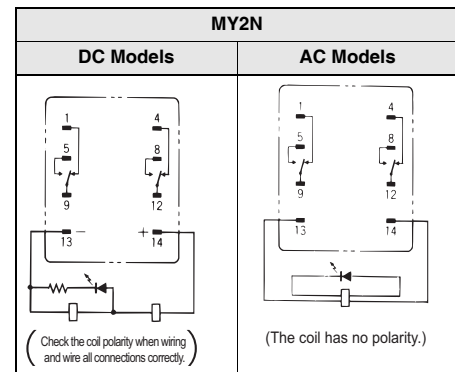 MY2N
DC Models
AC Models
1 4
5 8
9 12
13 − + 14
(Check the coil polarity when wiring
and wire all connections correctly.)
1 4
5 8
9 12
13 14
(The coil has no polarity.)